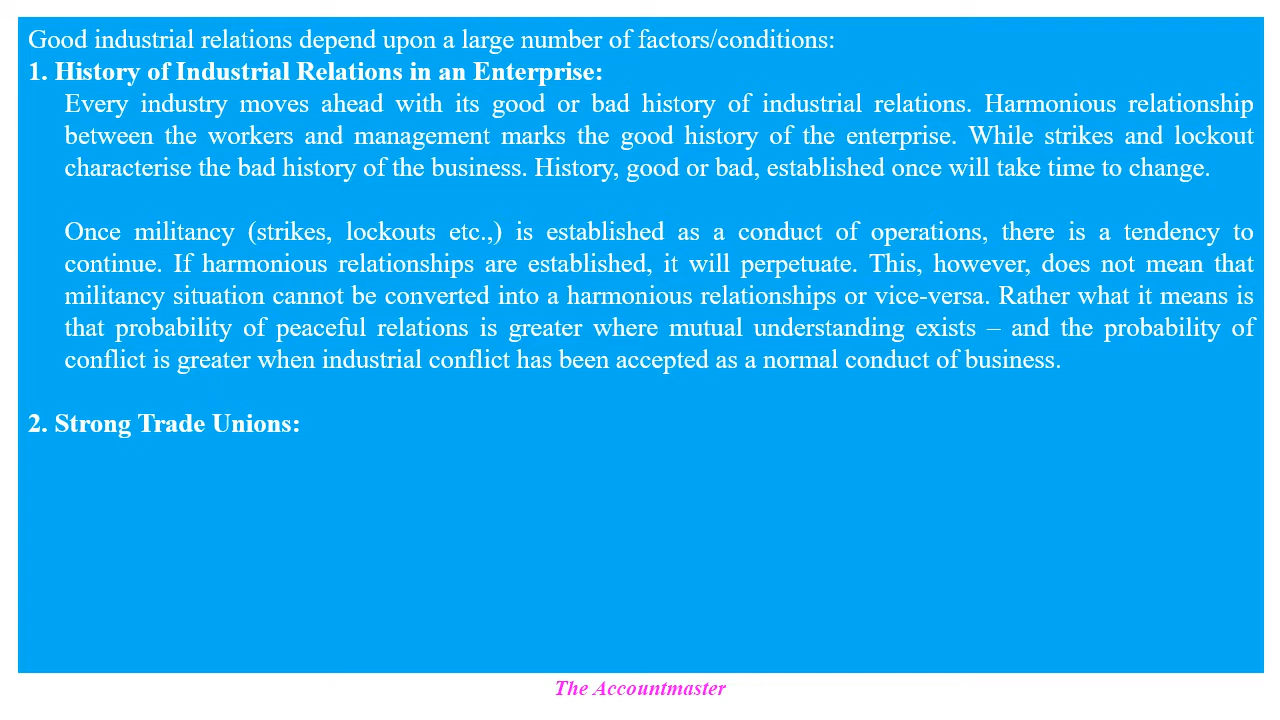 Good industrial relations depend upon a large number of factors/conditions:
1. History of Industrial Relations in an Enterprise:
Every industry moves ahead with its good or bad history of industrial relations. Harmonious relationship
between the workers and management marks the good history of the enterprise. While strikes and lockout
characterise the bad history of the business. History, good or bad, established once will take time to change.
Once militancy (strikes, lockouts etc.,) is established as a conduct of operations, there is a tendency to
continue. If harmonious relationships are established, it will perpetuate. This, however, does not mean that
militancy situation cannot be converted into a harmonious relationships or vice-versa. Rather what it means is
that probability of peaceful relations is greater where mutual understanding exists – and the probability of
conflict is greater when industrial conflict has been accepted as a normal conduct of business.
2. Strong Trade Unions:
The Accountmaster